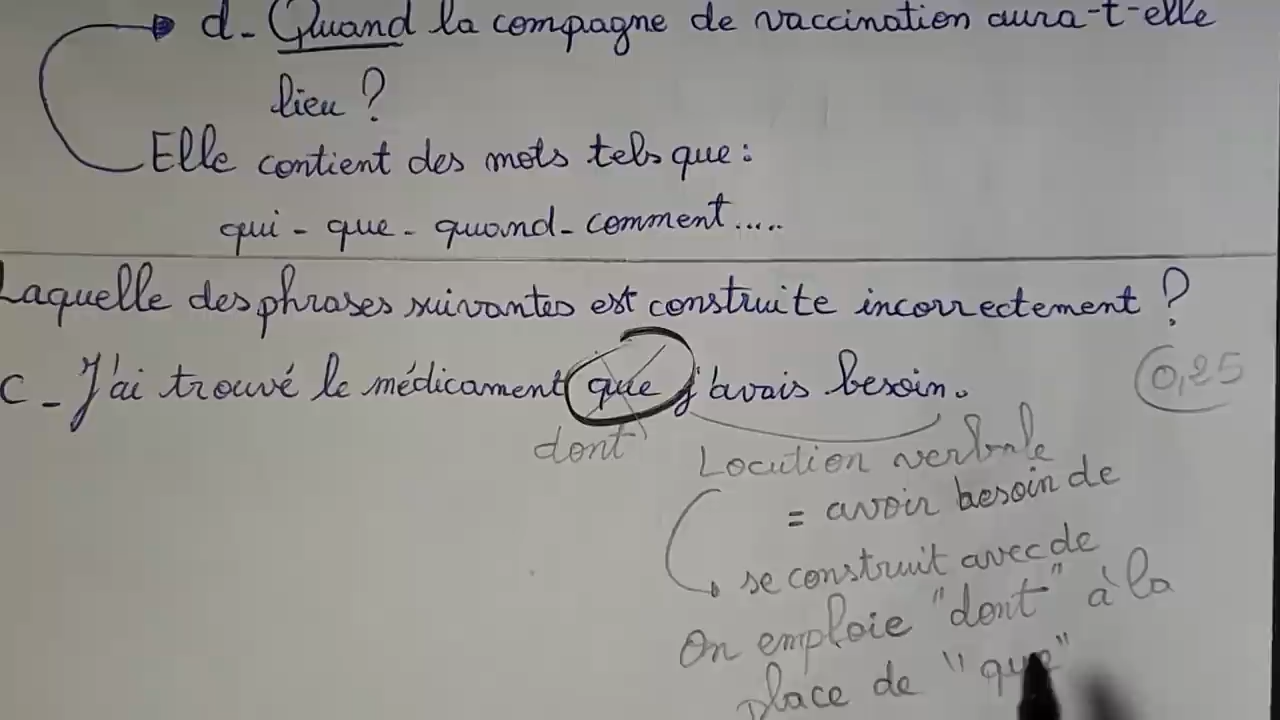 d- Quand la compagne de vaccination aura-t-elle
lieu ?
Elle contient des mots tels que :
qui - que - quand - comment.....
Laquelle des phrases suivantes est construite incorrectement ?
c - J'ai trouvé le médicament que j'avais besoin.
0,25
dont
Locution verbale
= avoir besoin de
se construit avec de
On emploie "dont" à la
place de "que"